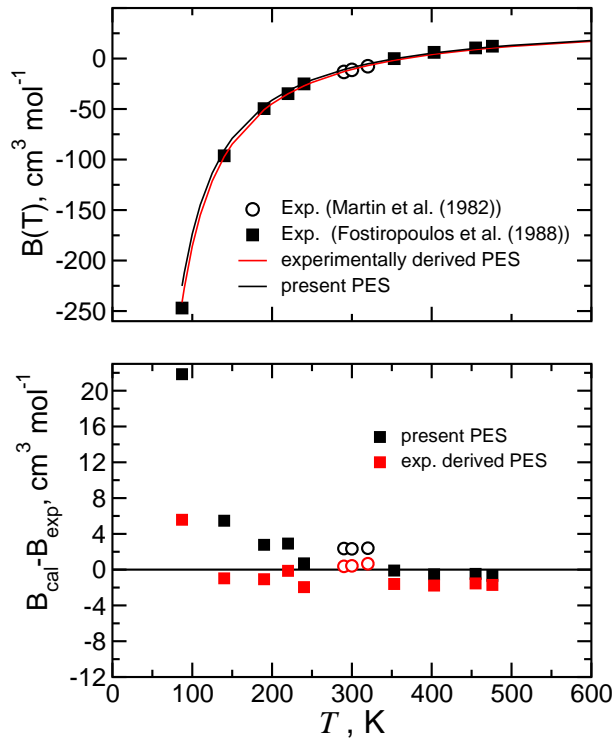 0
-50
-100
-150
-200
-250
B(T), cm³ mol⁻¹
Exp. (Martin et al. (1982))
Exp. (Fostiropoulos et al. (1988))
experimentally derived PES
present PES
20
16
12
8
4
0
-4
-8
-12
B_cal-B_exp, cm³ mol⁻¹
present PES
exp. derived PES
0 100 200 300 400 500 600
T , K